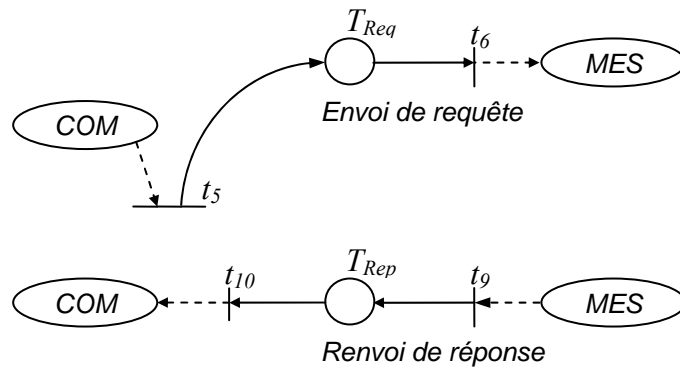 T_Req
t_6
MES
Envoi de requête
COM
t_5
T_Rep
t_10
t_9
COM
MES
Renvoi de réponse